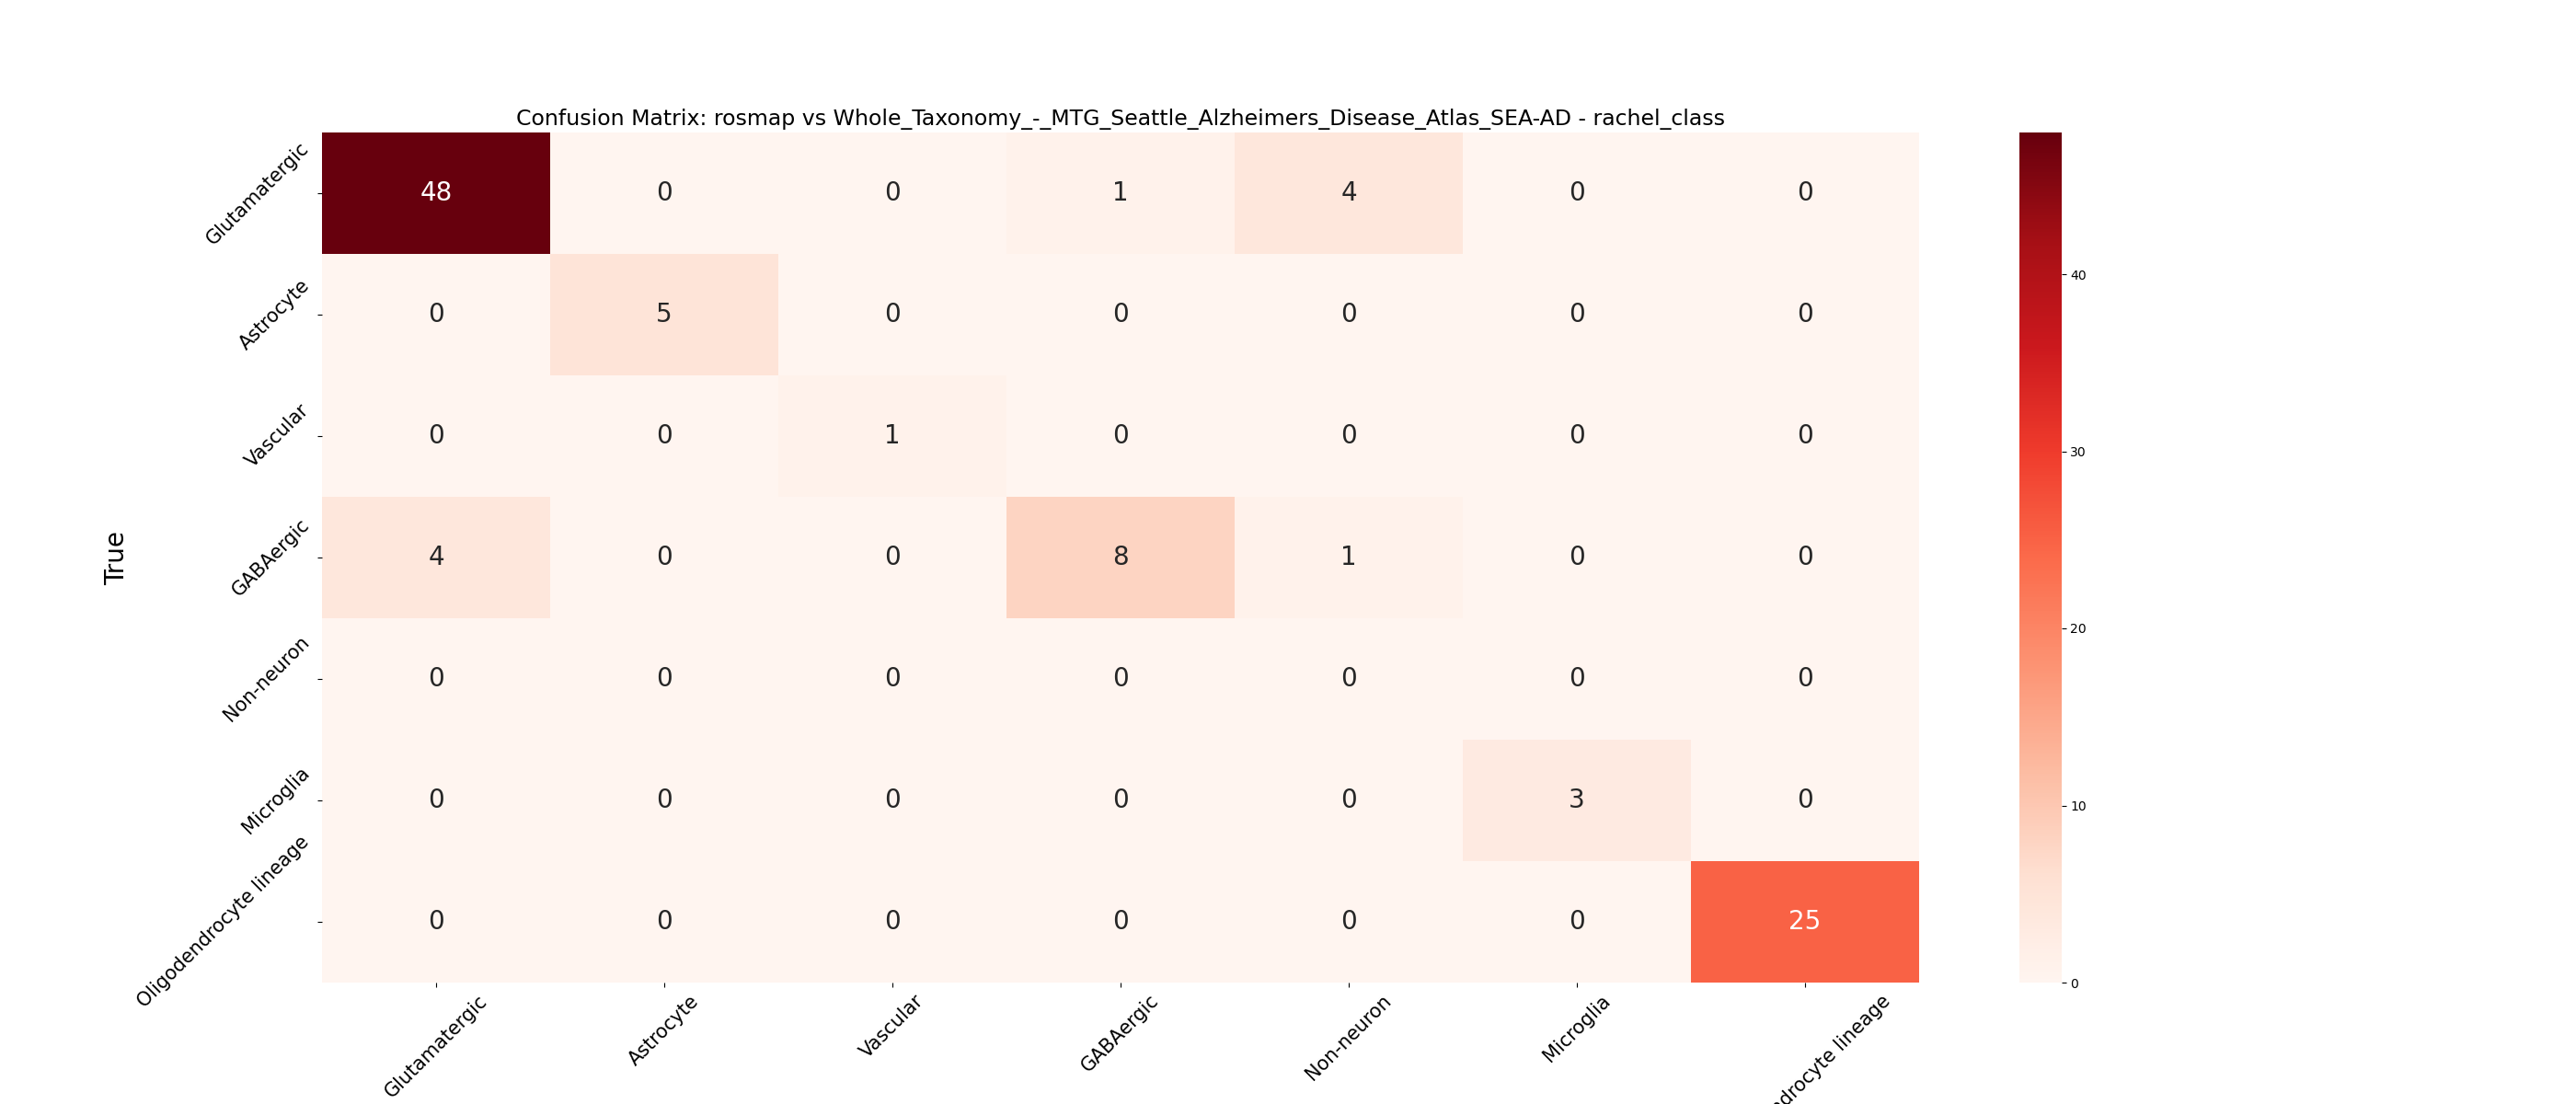 Confusion Matrix: rosmap vs Whole_Taxonomy_-_MTG_Seattle_Alzheimers_Disease_Atlas_SEA-AD - rachel_class
True
Glutamatergic 48 0 0 1 4 0 0
Astrocyte 0 5 0 0 0 0 0
Vascular 0 0 1 0 0 0 0
GABAergic 4 0 0 8 1 0 0
Non-neuron 0 0 0 0 0 0 0
Microglia 0 0 0 0 0 3 0
Oligodendrocyte lineage 0 0 0 0 0 0 25
Glutamatergic Astrocyte Vascular GABAergic Non-neuron Microglia lineage
40
30
20
10
0